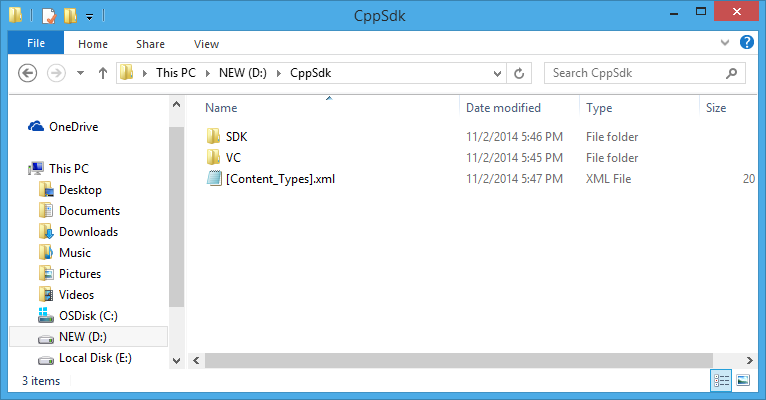 CppSdk
File Home Share View
This PC NEW (D:) CppSdk Search CppSdk
Name Date modified Type Size
OneDrive
This PC
Desktop
Documents
Downloads
Music
Pictures
Videos
OSDisk (C:)
NEW (D:)
Local Disk (E:)
SDK 11/2/2014 5:46 PM File folder
VC 11/2/2014 5:45 PM File folder
[Content_Types].xml 11/2/2014 5:47 PM XML File 20
3 items